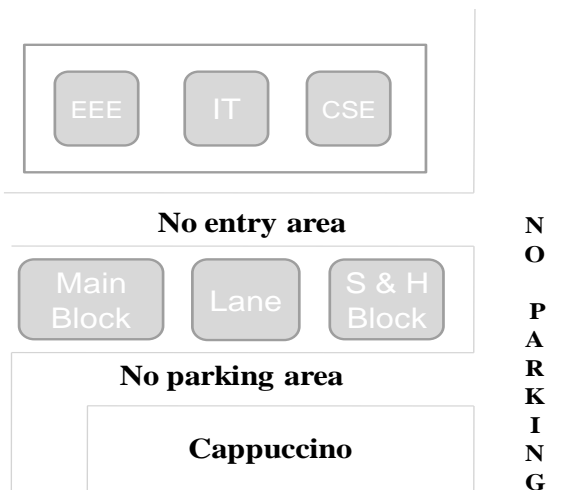 EEE
IT
CSE
No entry area
Main
Block
Lane
S & H
Block
No parking area
Cappuccino
N
O
P
A
R
K
I
N
G